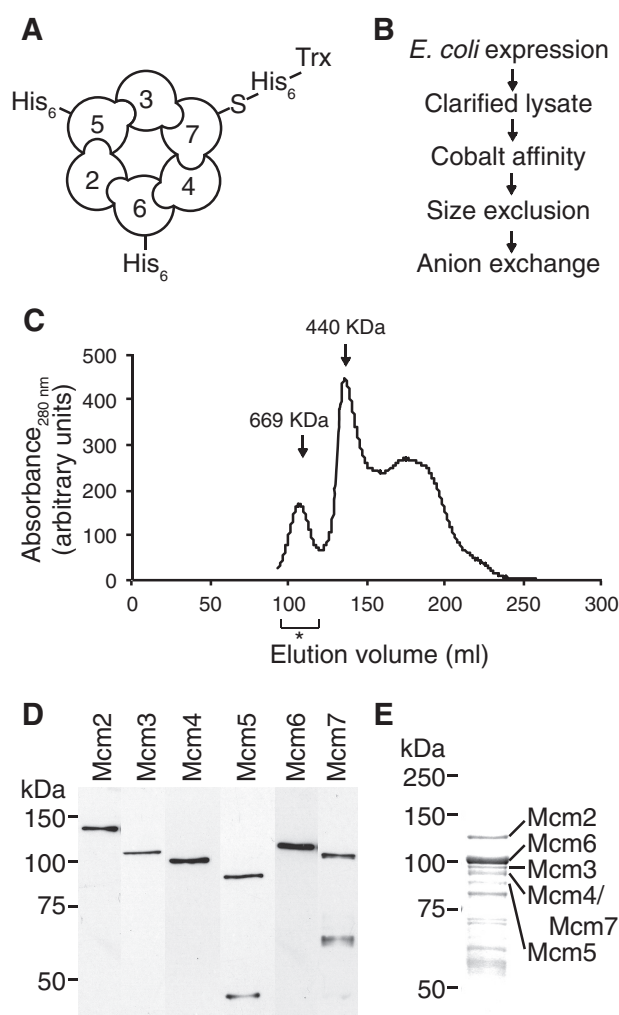 A
Trx
His6
S
His6
3
5
7
2
4
6
His6
B
E. coli expression
Clarified lysate
Cobalt affinity
Size exclusion
Anion exchange
C
440 KDa
669 KDa
Absorbance280 nm
(arbitrary units)
500
400
300
200
100
0
0 50 100 150 200 250 300
*
Elution volume (ml)
D
Mcm2 Mcm3 Mcm4 Mcm5 Mcm6 Mcm7
kDa
150
100
75
50
E
kDa
250
150
100
75
50
Mcm2
Mcm6
Mcm3
Mcm4/
Mcm7
Mcm5